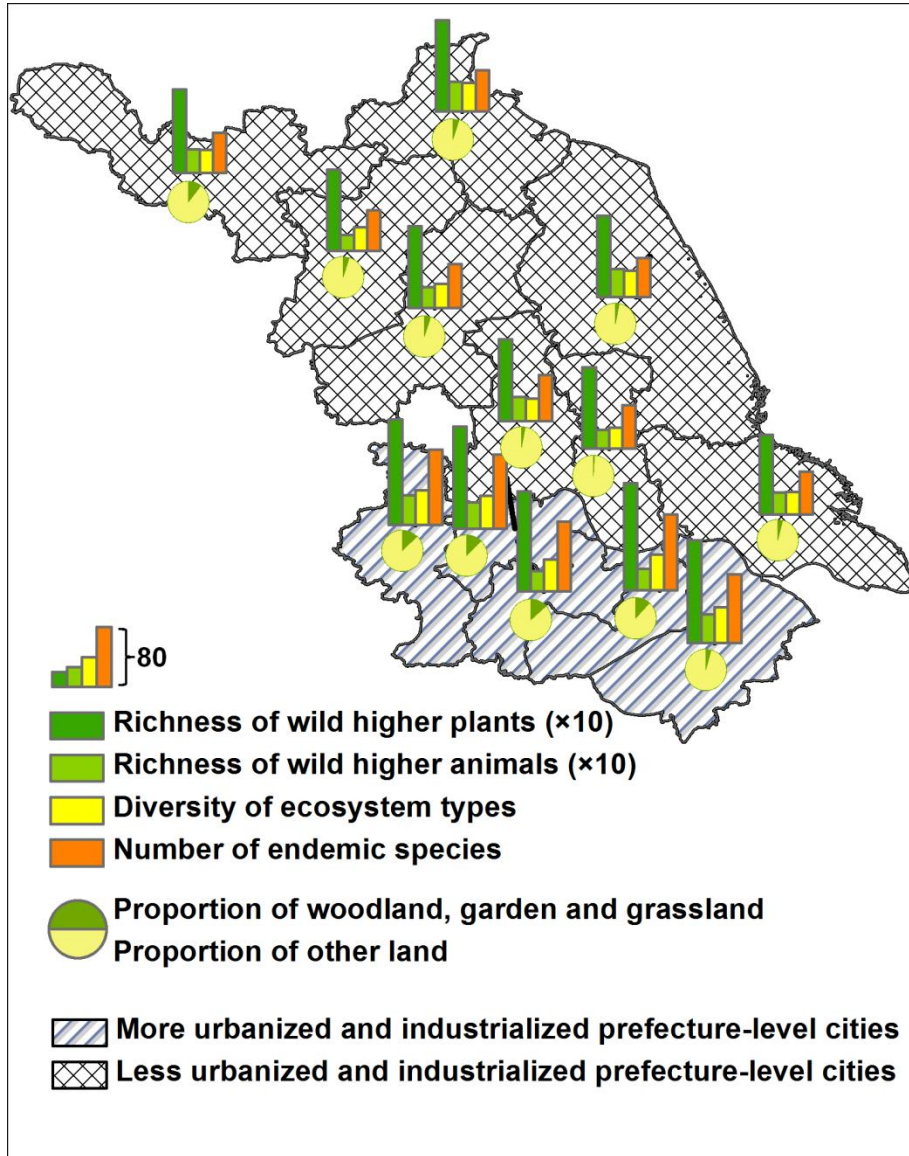 80
Richness of wild higher plants (×10)
Richness of wild higher animals (×10)
Diversity of ecosystem types
Number of endemic species
Proportion of woodland, garden and grassland
Proportion of other land
More urbanized and industrialized prefecture-level cities
Less urbanized and industrialized prefecture-level cities